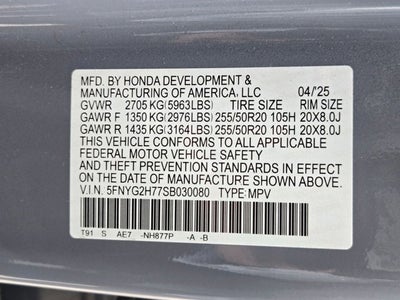 MFD. BY HONDA DEVELOPMENT &
MANUFACTURING OF AMERICA, LLC 04/'25
GVWR 2705 KG(5963LBS) TIRE SIZE RIM SIZE
GAWR F 1350 KG(2976LBS) 255/50R20 105H 20X8.0J
GAWR R 1435 KG(3164LBS) 255/50R20 105H 20X8.0J
THIS VEHICLE CONFORMS TO ALL APPLICABLE
FEDERAL MOTOR VEHICLE SAFETY, BUMPER,
AND THEFT PREVENTION STANDARDS IN EFFECT
ON THE DATE OF MANUFACTURE SHOWN ABOVE.
V.I.N. 5FNYG2H77SB030080 TYPE: MPV
T91 S AE7 -NH877P -A -B